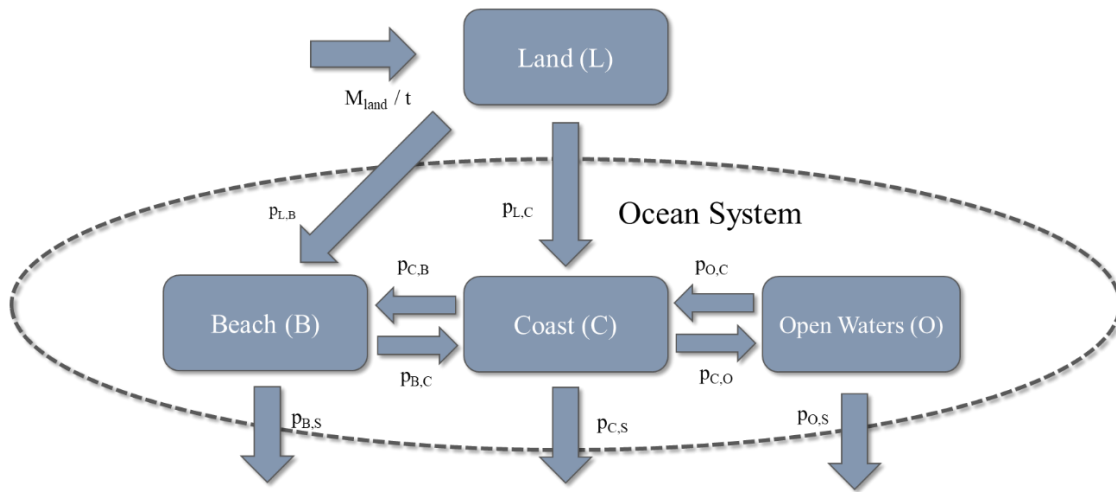 Land (L)
M_land / t
p_L,B
p_L,C
Ocean System
p_C,B
p_O,C
Beach (B)
Coast (C)
Open Waters (O)
p_B,C
p_C,O
p_B,S
p_C,S
p_O,S